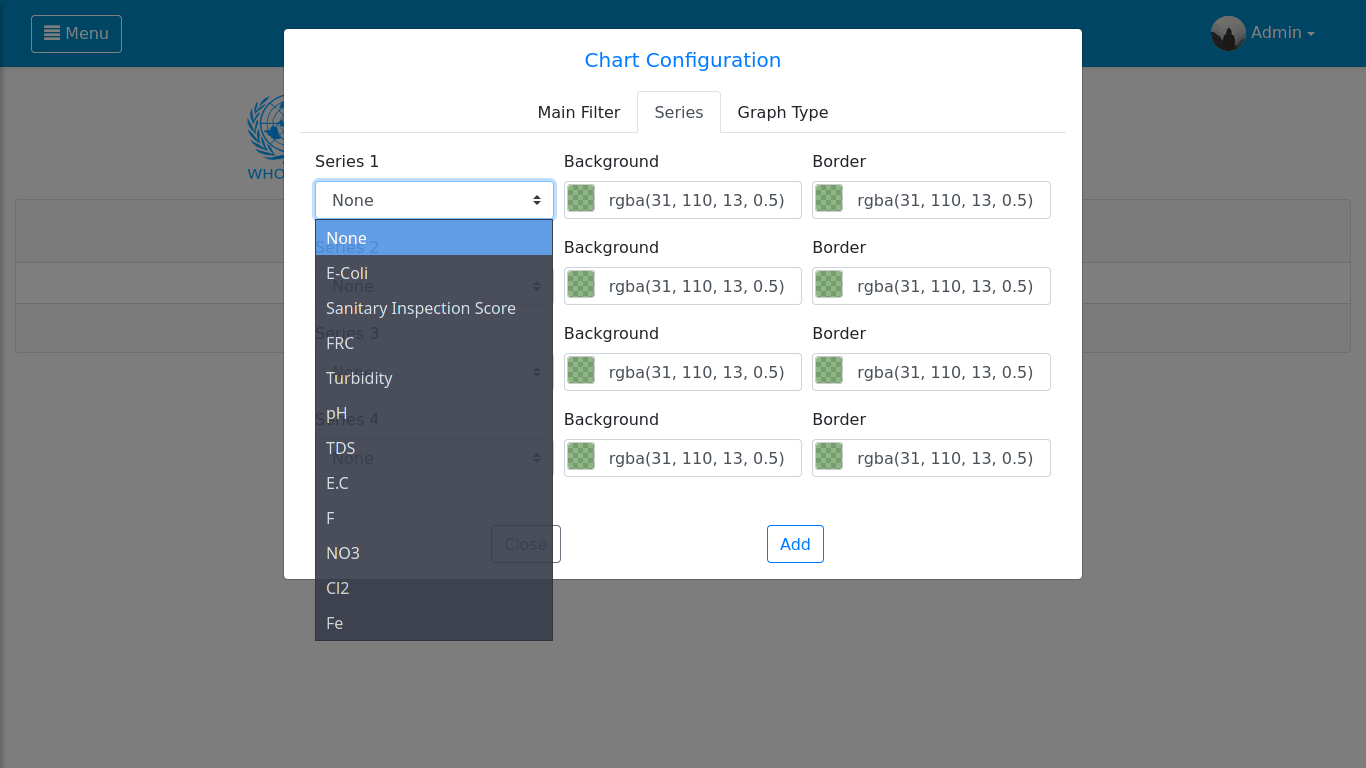 Menu
Admin
Chart Configuration
Main Filter Series Graph Type
WHO
Series 1 Background Border
None rgba(31, 110, 13, 0.5) rgba(31, 110, 13, 0.5)
None
Series 2 Background Border
E-Coli
None rgba(31, 110, 13, 0.5) rgba(31, 110, 13, 0.5)
Sanitary Inspection Score
Series 3 Background Border
FRC
None rgba(31, 110, 13, 0.5) rgba(31, 110, 13, 0.5)
Turbidity
pH
Series 4 Background Border
TDS
None rgba(31, 110, 13, 0.5) rgba(31, 110, 13, 0.5)
E.C
F
Close Add
NO3
Cl2
Fe